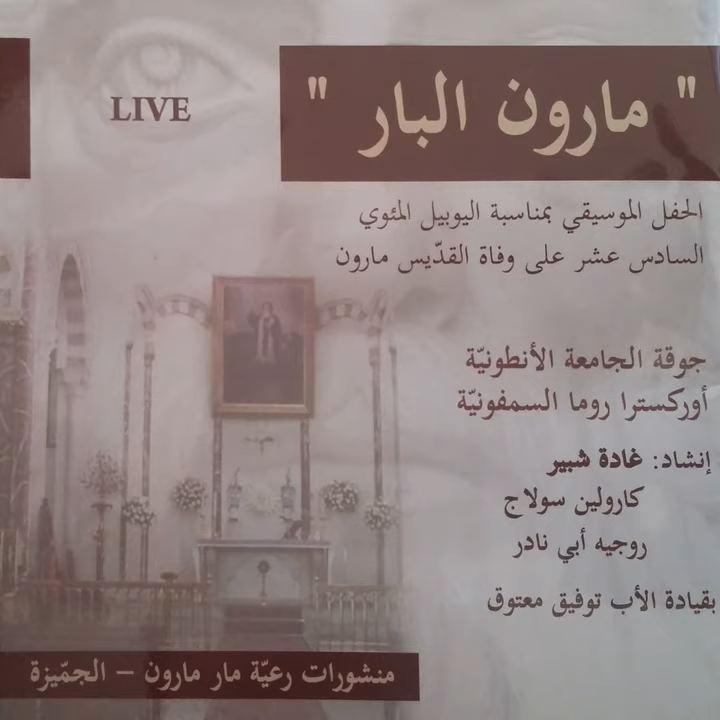 LIVE
" مارون البار "
الحفل الموسيقي بمناسبة اليوبيل المئوي
السادس عشر على وفاة القدّيس مارون
جوقة الجامعة الأنطونيّة
أوركسترا روما السمفونيّة
إنشاد: غادة شبير
كارولين سولاج
روجيه أبي نادر
بقيادة الأب توفيق معتوق
منشورات رعيّة مار مارون – الجمّيزة